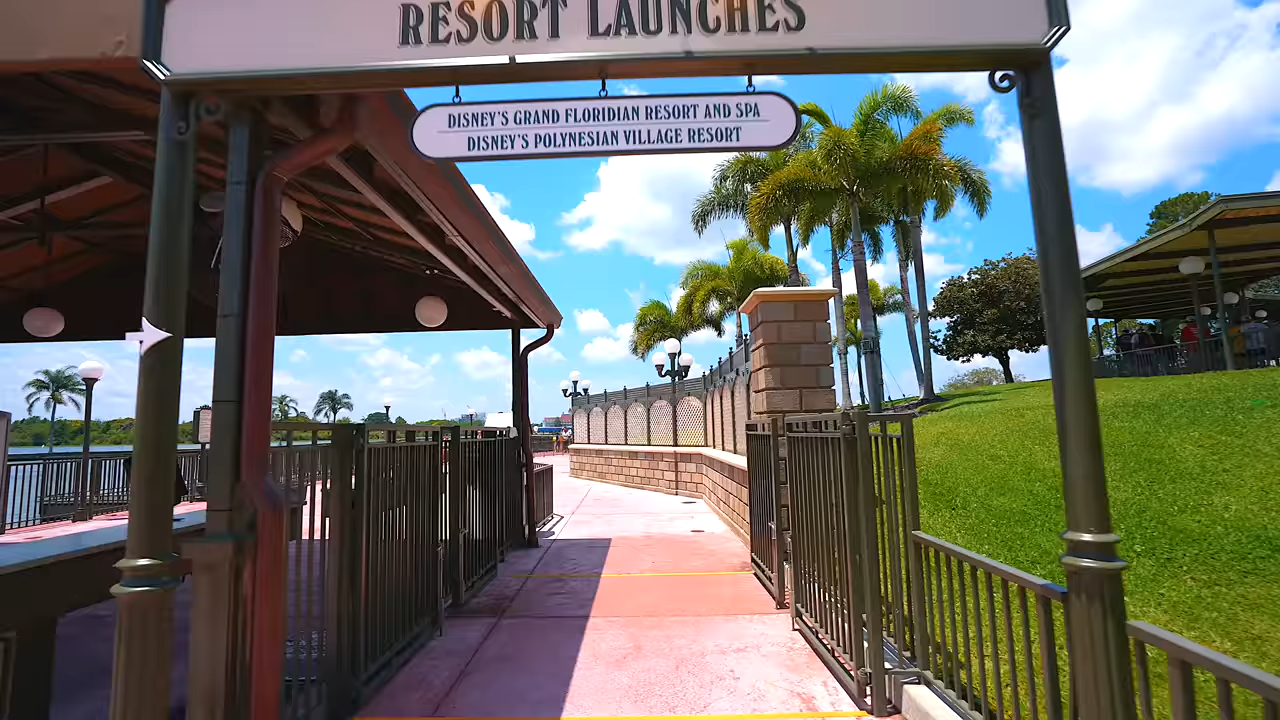 RESORT LAUNCHES
DISNEY'S GRAND FLORIDIAN RESORT AND SPA
DISNEY'S POLYNESIAN VILLAGE RESORT